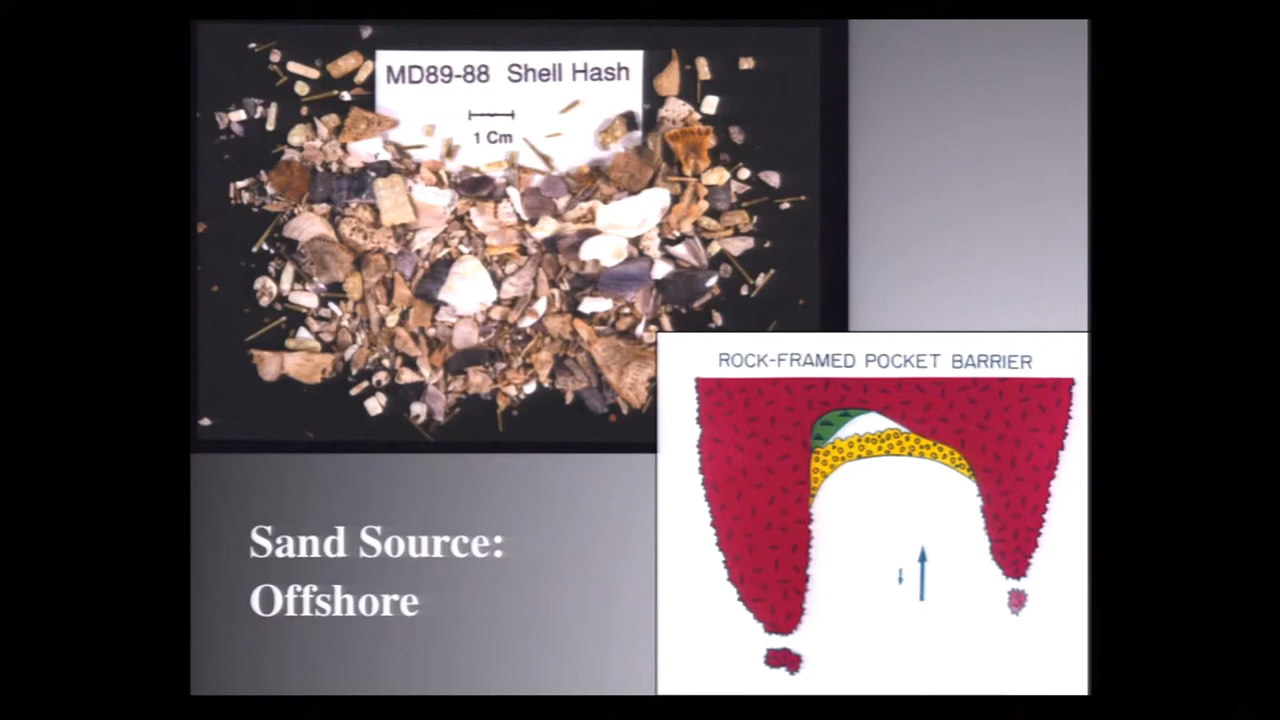 MD89-88 Shell Hash
1 Cm
ROCK-FRAMED POCKET BARRIER
Sand Source:
Offshore